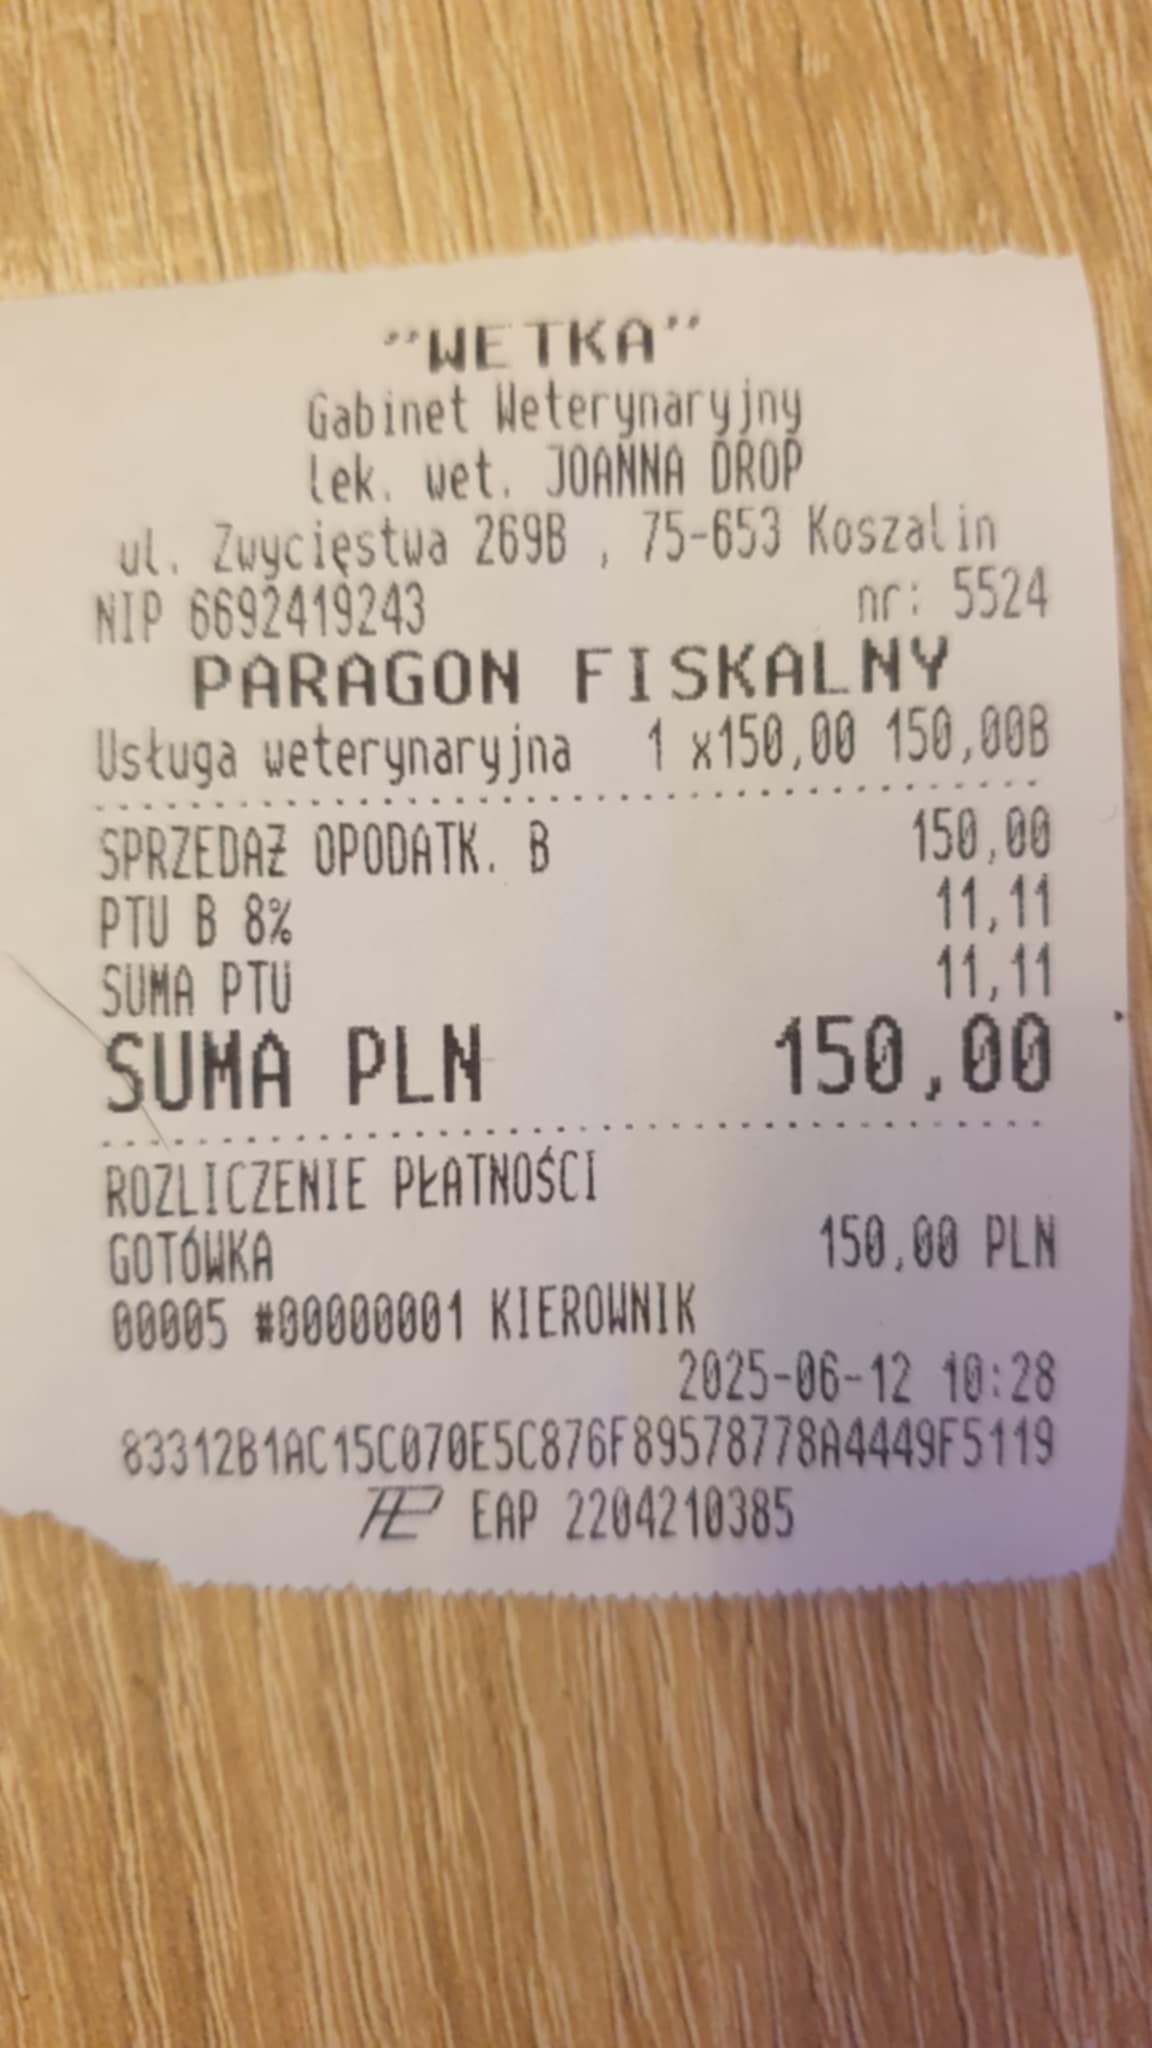 "WETKA"
Gabinet Weterynaryjny
lek. wet. JOANNA DROP
ul. Zwycięstwa 269B , 75-653 Koszalin
NIP 6692419243 nr: 5524
PARAGON FISKALNY
Usługa weterynaryjna 1 x150,00 150,00B
SPRZEDAŻ OPODATK. B 150,00
PTU B 8% 11,11
SUMA PTU 11,11
SUMA PLN 150,00
ROZLICZENIE PŁATNOŚCI
GOTÓWKA 150,00 PLN
00005 #00000001 KIEROWNIK
2025-06-12 10:28
83312B1AC15C070E5C876F89578778A4449F5119
EAP 2204210385